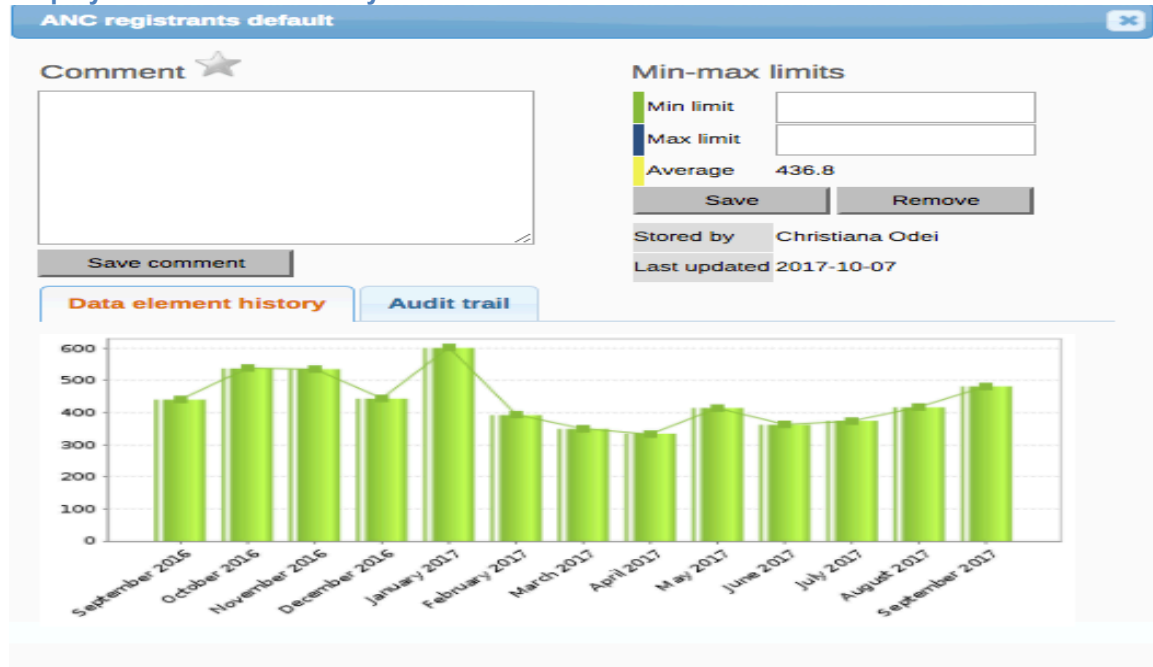 ANC registrants default
Comment
Min-max limits
Min limit
Max limit
Average 436.8
Save Remove
Stored by Christiana Odei
Last updated 2017-10-07
Save comment
Data element history Audit trail
600
500
400
300
200
100
0
September 2016 October 2016 November 2016 December 2016 January 2017 February 2017 March 2017 April 2017 May 2017 June 2017 July 2017 August 2017 September 2017